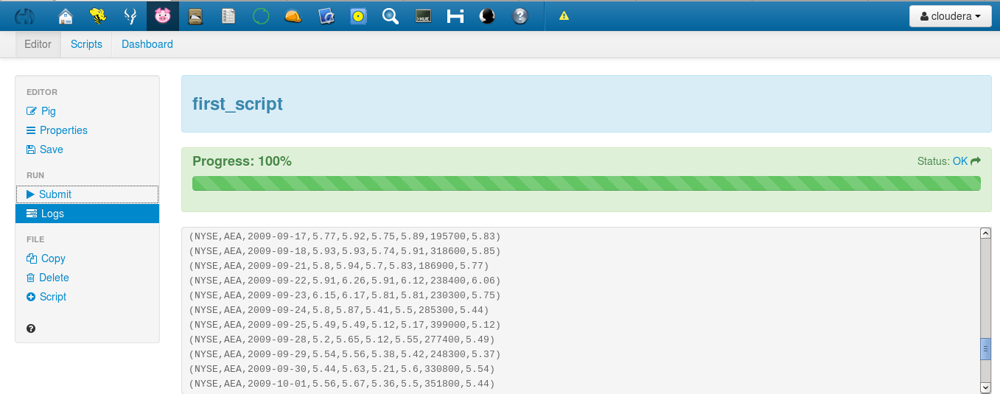 cloudera
Editor Scripts Dashboard
EDITOR
Pig
Properties
Save
RUN
Submit
Logs
FILE
Copy
Delete
Script
first_script
Progress: 100% Status: OK
(NYSE,AEA,2009-09-17,5.77,5.92,5.75,5.89,195700,5.83)
(NYSE,AEA,2009-09-18,5.93,5.93,5.74,5.91,318600,5.85)
(NYSE,AEA,2009-09-21,5.8,5.94,5.7,5.83,186900,5.77)
(NYSE,AEA,2009-09-22,5.91,6.26,5.91,6.12,238400,6.06)
(NYSE,AEA,2009-09-23,6.15,6.17,5.81,5.81,230300,5.75)
(NYSE,AEA,2009-09-24,5.8,5.87,5.41,5.5,285300,5.44)
(NYSE,AEA,2009-09-25,5.49,5.49,5.12,5.17,399000,5.12)
(NYSE,AEA,2009-09-28,5.2,5.65,5.12,5.55,277400,5.49)
(NYSE,AEA,2009-09-29,5.54,5.56,5.38,5.42,248300,5.37)
(NYSE,AEA,2009-09-30,5.44,5.63,5.21,5.6,330800,5.54)
(NYSE,AEA,2009-10-01,5.56,5.67,5.36,5.5,351800,5.44)